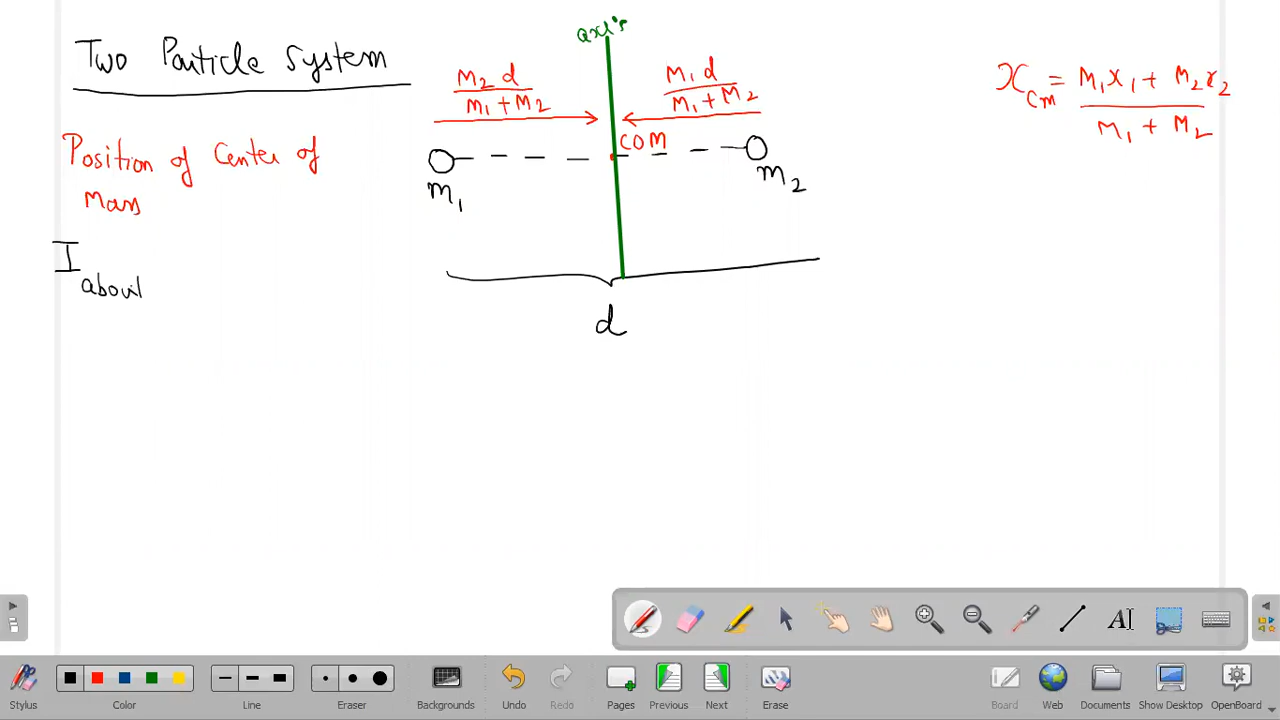 Two Particle System
axis
M2 d / M1 + M2
M1 d / M1 + M2
xcm = M1x1 + M2x2 / M1 + M2
Position of Center of
Mass
COM
m1
m2
I about
d
Stylus
Color
Line
Eraser
Backgrounds
Undo
Redo
Pages
Previous
Next
Erase
Board
Web
Documents
Show Desktop
OpenBoard